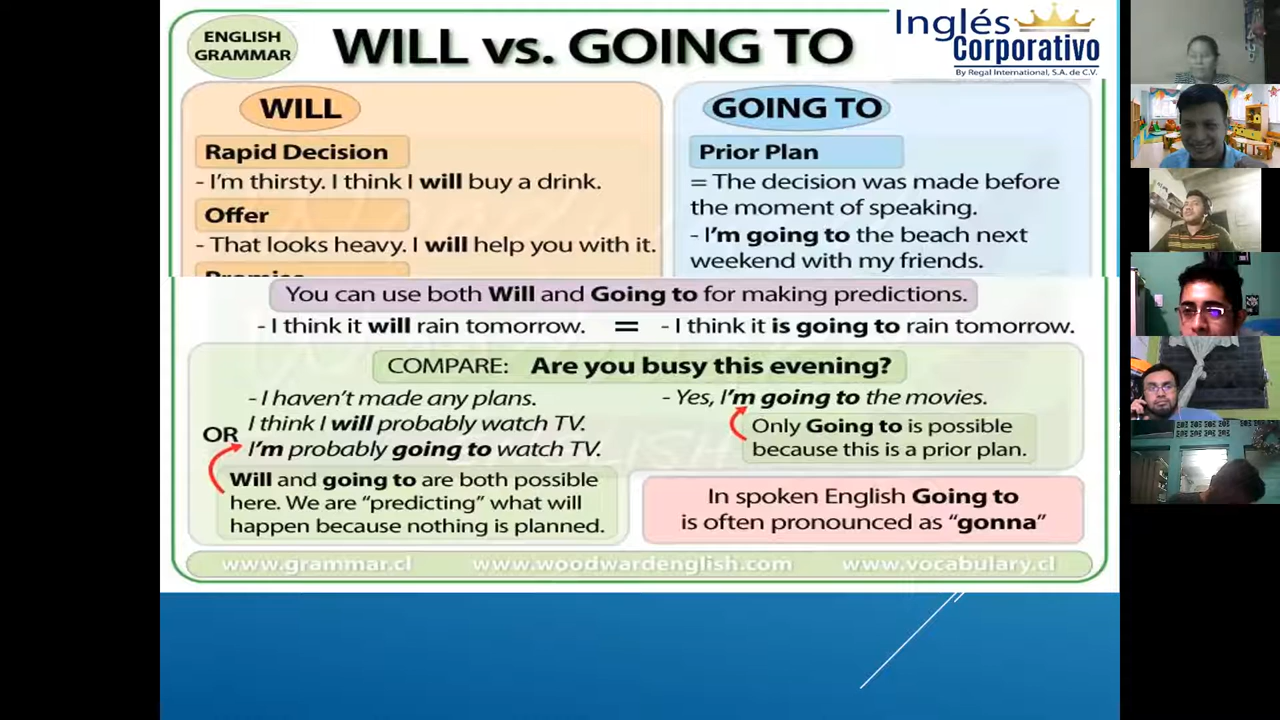 ENGLISH
GRAMMAR
WILL vs. GOING TO
Inglés
Corporativo
By Regal International, S.A. de C.V.
WILL
Rapid Decision
- I'm thirsty. I think I will buy a drink.
Offer
- That looks heavy. I will help you with it.
Promise
GOING TO
Prior Plan
= The decision was made before
the moment of speaking.
- I'm going to the beach next
weekend with my friends.
You can use both Will and Going to for making predictions.
- I think it will rain tomorrow. = - I think it is going to rain tomorrow.
COMPARE: Are you busy this evening?
- I haven't made any plans.
I think I will probably watch TV.
OR
I'm probably going to watch TV.
Will and going to are both possible
here. We are "predicting" what will
happen because nothing is planned.
- Yes, I'm going to the movies.
Only Going to is possible
because this is a prior plan.
In spoken English Going to
is often pronounced as "gonna"
www.grammar.cl www.woodwardenglish.com www.vocabulary.cl